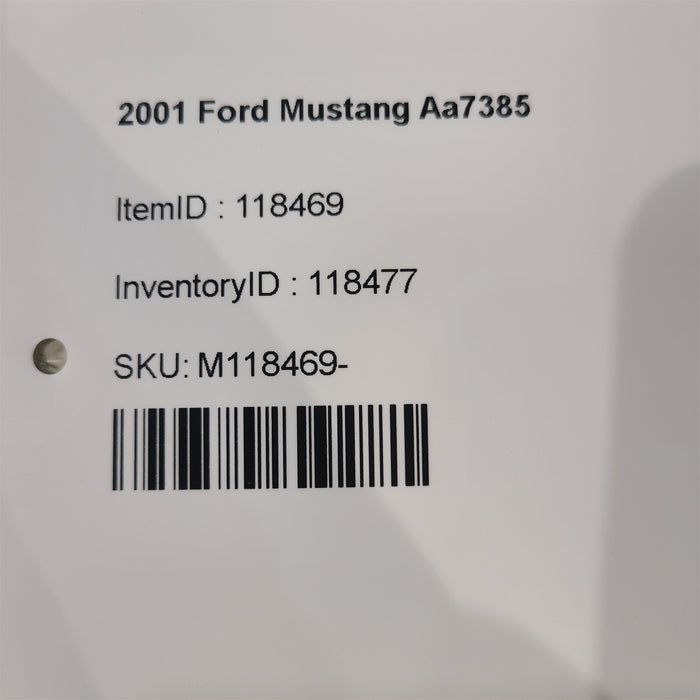 2001 Ford Mustang Aa7385
ItemID : 118469
InventoryID : 118477
SKU: M118469-